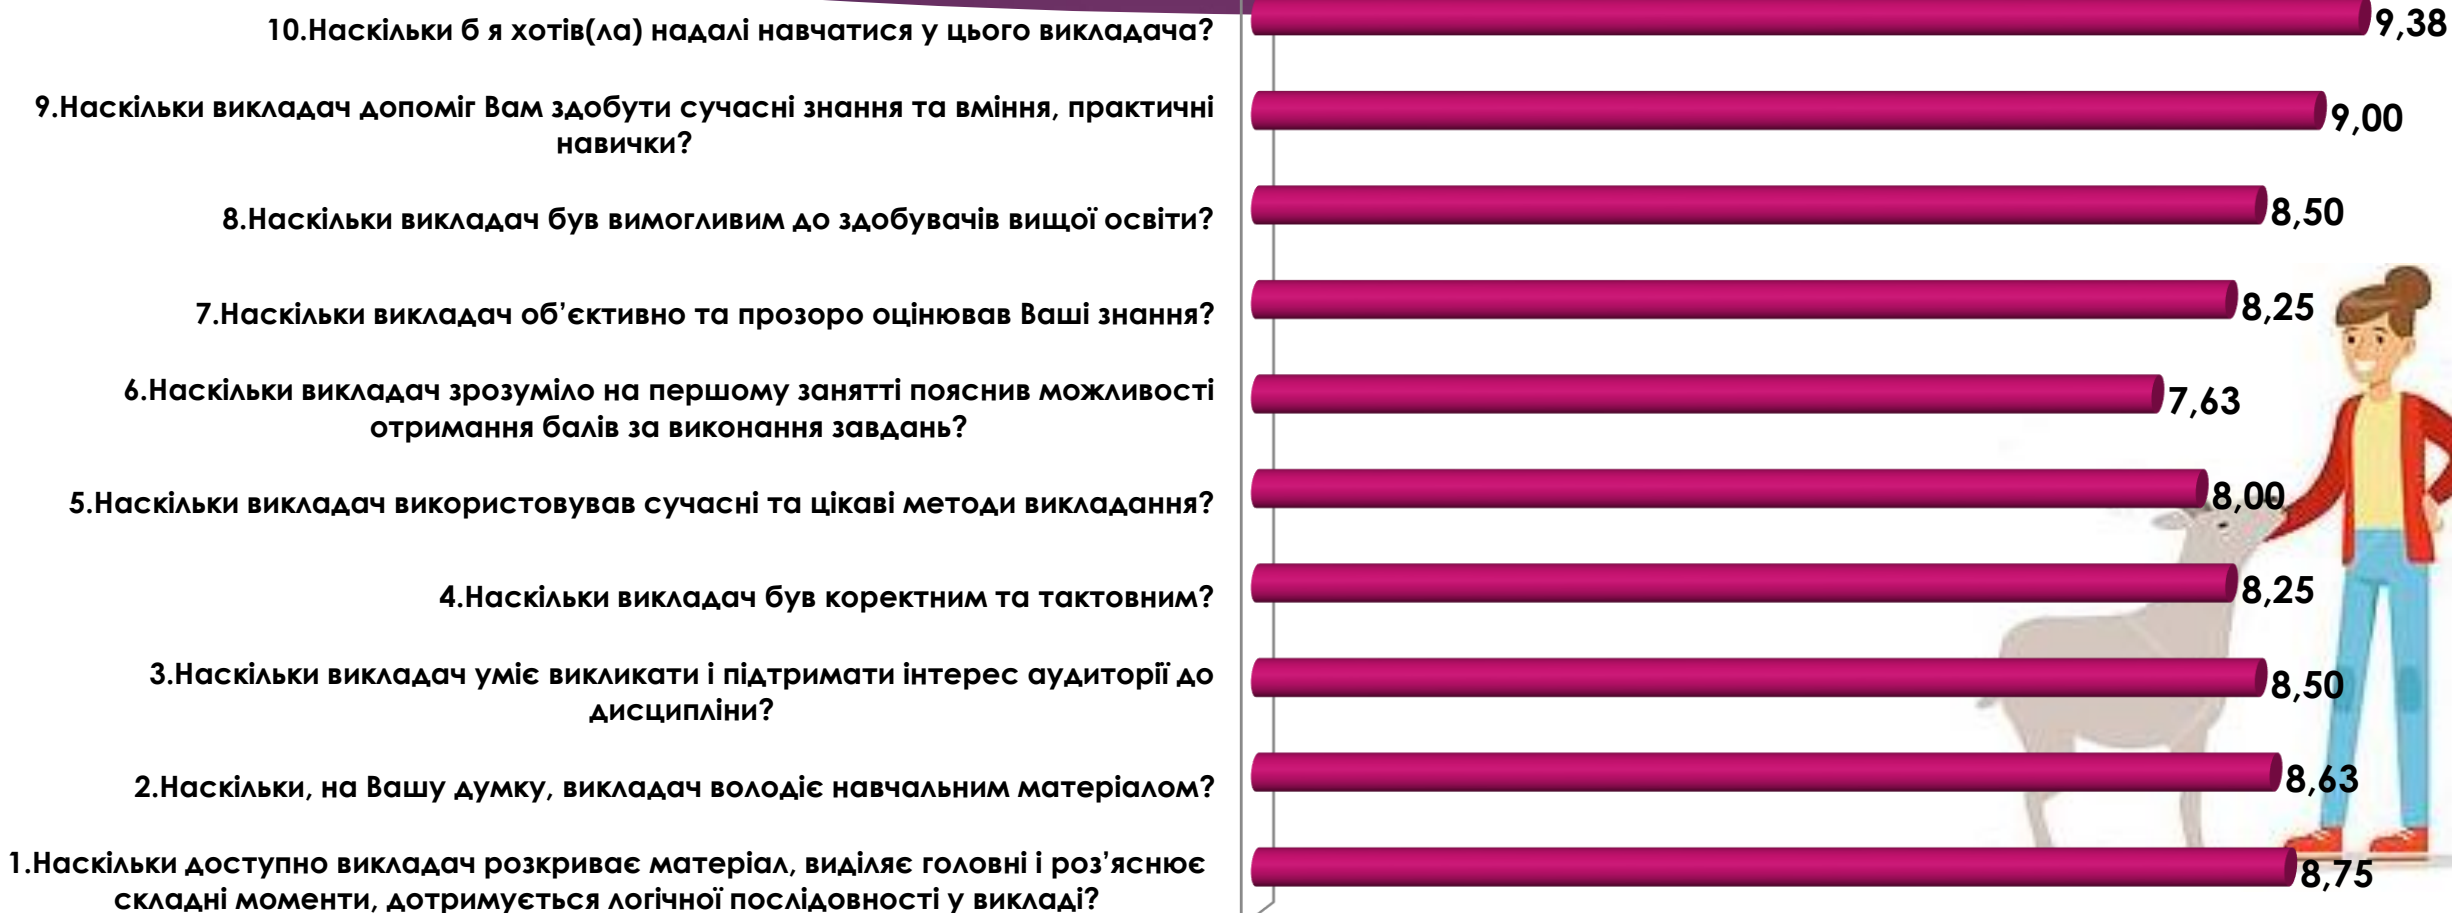 10.Наскільки б я хотів(ла) надалі навчатися у цього викладача?
9,38
9.Наскільки викладач допоміг Вам здобути сучасні знання та вміння, практичні
навички?
9,00
8.Наскільки викладач був вимогливим до здобувачів вищої освіти?
8,50
7.Наскільки викладач об’єктивно та прозоро оцінював Ваші знання?
8,25
6.Наскільки викладач зрозуміло на першому занятті пояснив можливості
отримання балів за виконання завдань?
7,63
5.Наскільки викладач використовував сучасні та цікаві методи викладання?
8,00
4.Наскільки викладач був коректним та тактовним?
8,25
3.Наскільки викладач уміє викликати і підтримати інтерес аудиторії до
дисципліни?
8,50
2.Наскільки, на Вашу думку, викладач володіє навчальним матеріалом?
8,63
1.Наскільки доступно викладач розкриває матеріал, виділяє головні і роз’яснює
складні моменти, дотримується логічної послідовності у викладі?
8,75